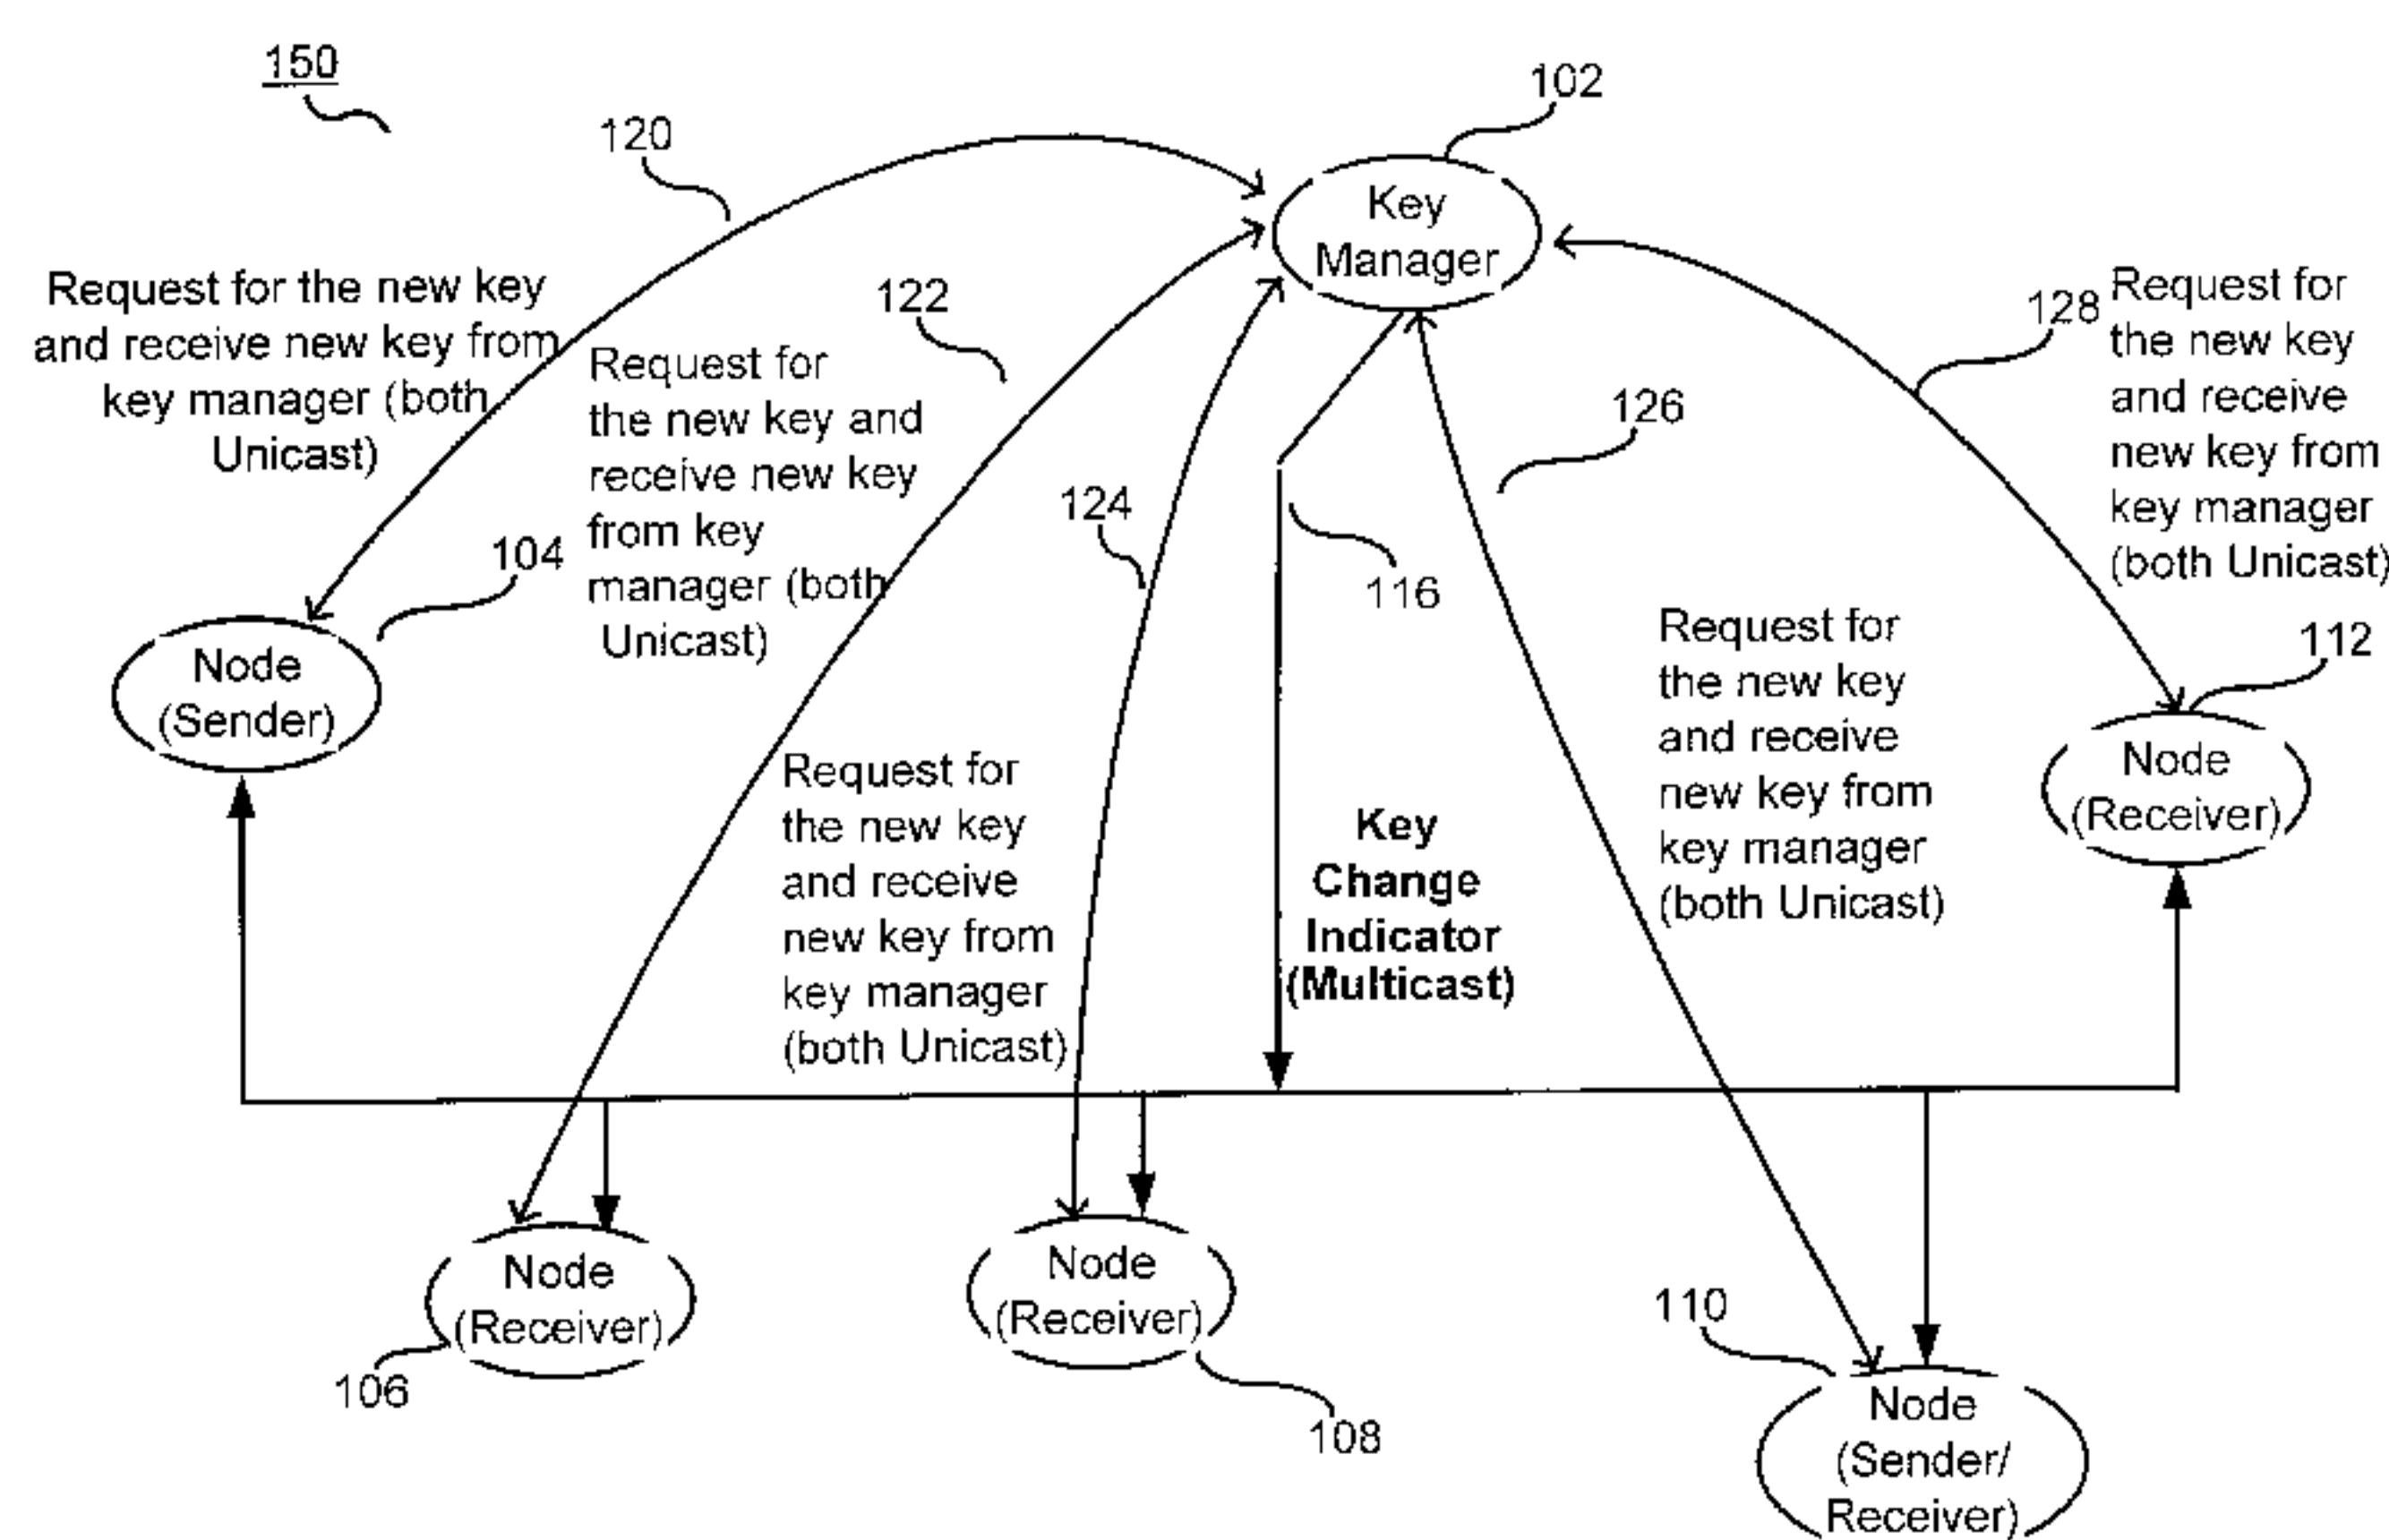 150
120
102
Key
Manager
Request for the new key
and receive new key from
key manager (both
Unicast)
122
Request for
the new key and
receive new key
from key
manager (both
Unicast)
128
Request for
the new key
and receive
new key from
key manager
(both Unicast)
126
124
116
104
Node
(Sender)
Request for
the new key
and receive
new key from
key manager
(both Unicast)
112
Node
(Receiver)
Request for
the new key
and receive
new key from
key manager
(both Unicast)
Key
Change
Indicator
(Multicast)
Node
(Receiver)
106
Node
(Receiver)
108
110
Node
(Sender/
Receiver)